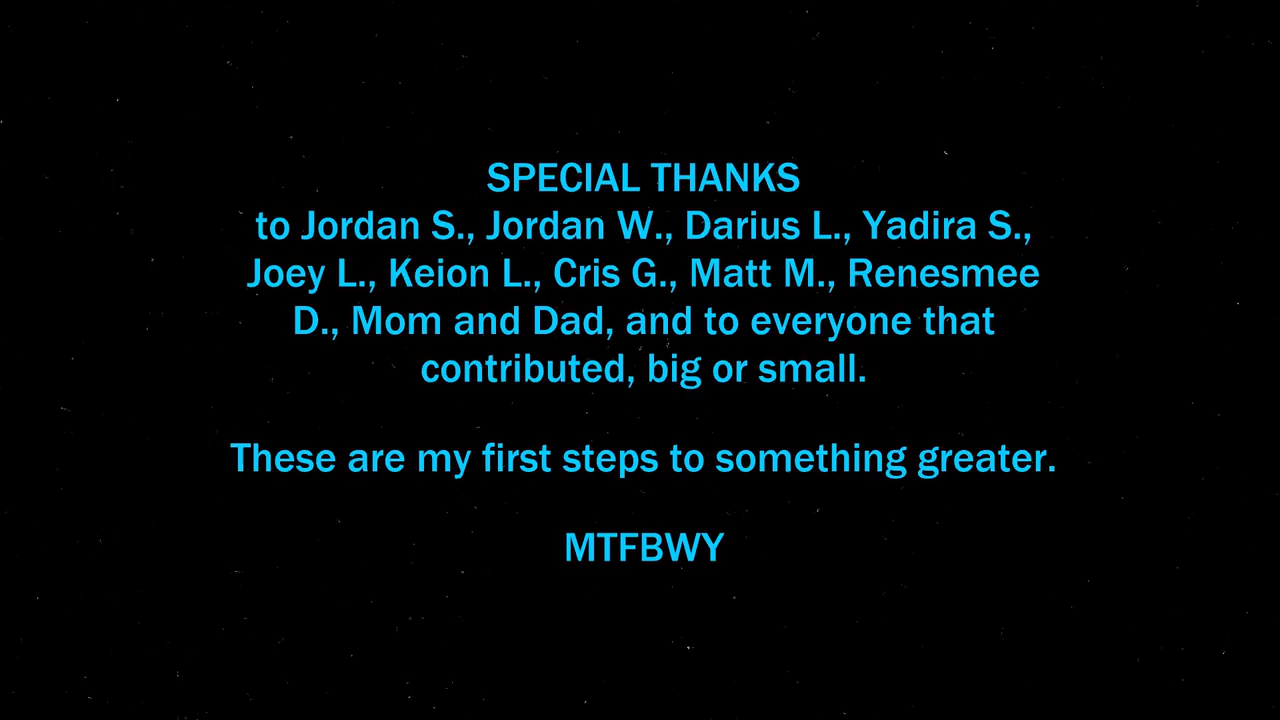 SPECIAL THANKS
to Jordan S., Jordan W., Darius L., Yadira S.,
Joey L., Keion L., Cris G., Matt M., Renesmee
D., Mom and Dad, and to everyone that
contributed, big or small.
These are my first steps to something greater.
MTFBWY